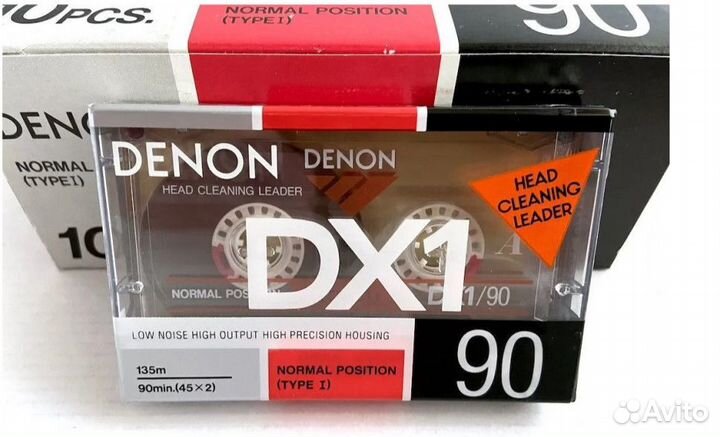 10PCS.
NORMAL POSITION
(TYPE I)
90
DENON
NORMAL
(TYPE I)
10
DENON DENON
HEAD CLEANING LEADER
HEAD
CLEANING
LEADER
DX1
A
NORMAL POSITION
DX1/90
LOW NOISE HIGH OUTPUT HIGH PRECISION HOUSING
135m
90min.(45×2)
NORMAL POSITION
(TYPE I)
90
Avito